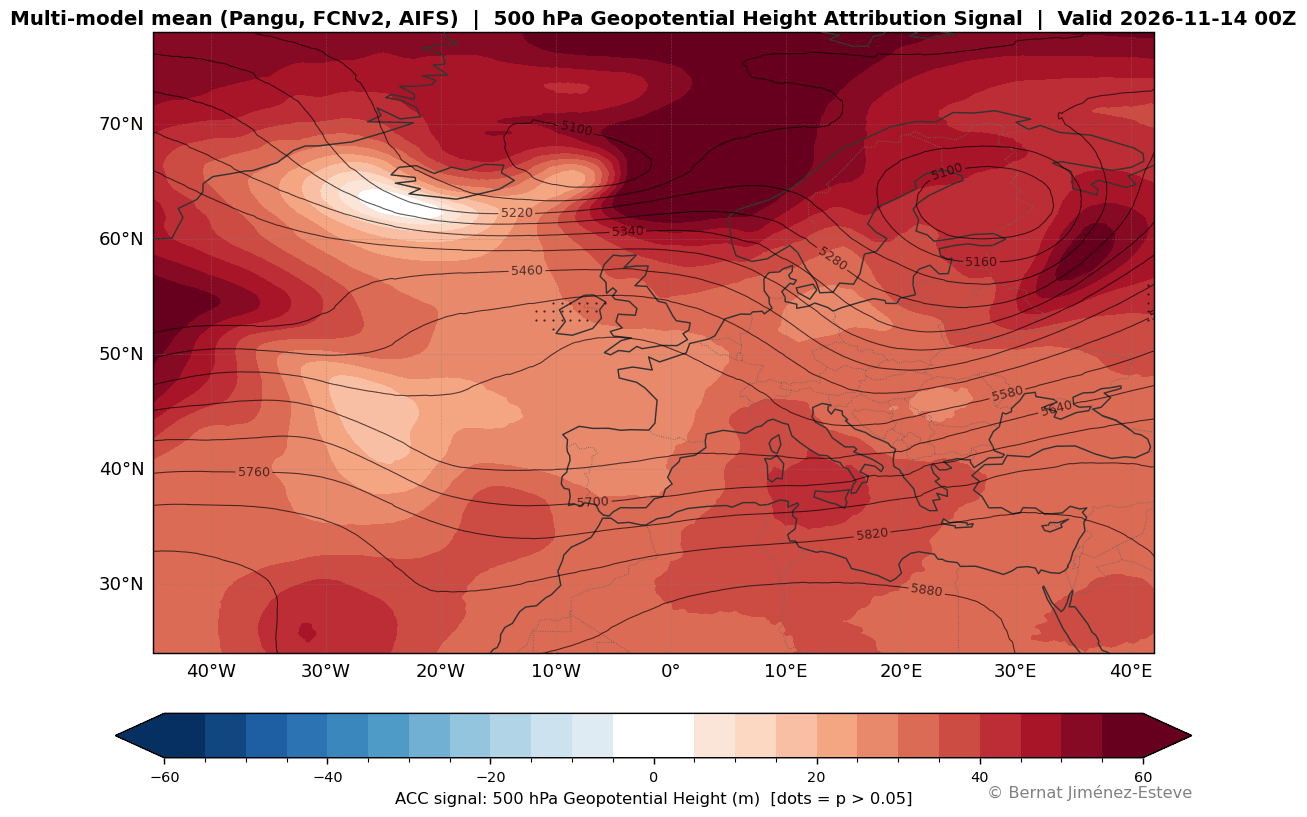 Multi-model mean (Pangu, FCNv2, AIFS) | 500 hPa Geopotential Height Attribution Signal | Valid 2026-11-14 00Z
70°N
60°N
50°N
40°N
30°N
5100
5100
5220
5340
5280
5160
5460
5580
5640
5760
5700
5820
5880
40°W 30°W 20°W 10°W 0° 10°E 20°E 30°E 40°E
−60 −40 −20 0 20 40 60
ACC signal: 500 hPa Geopotential Height (m) [dots = p > 0.05]
© Bernat Jiménez-Esteve